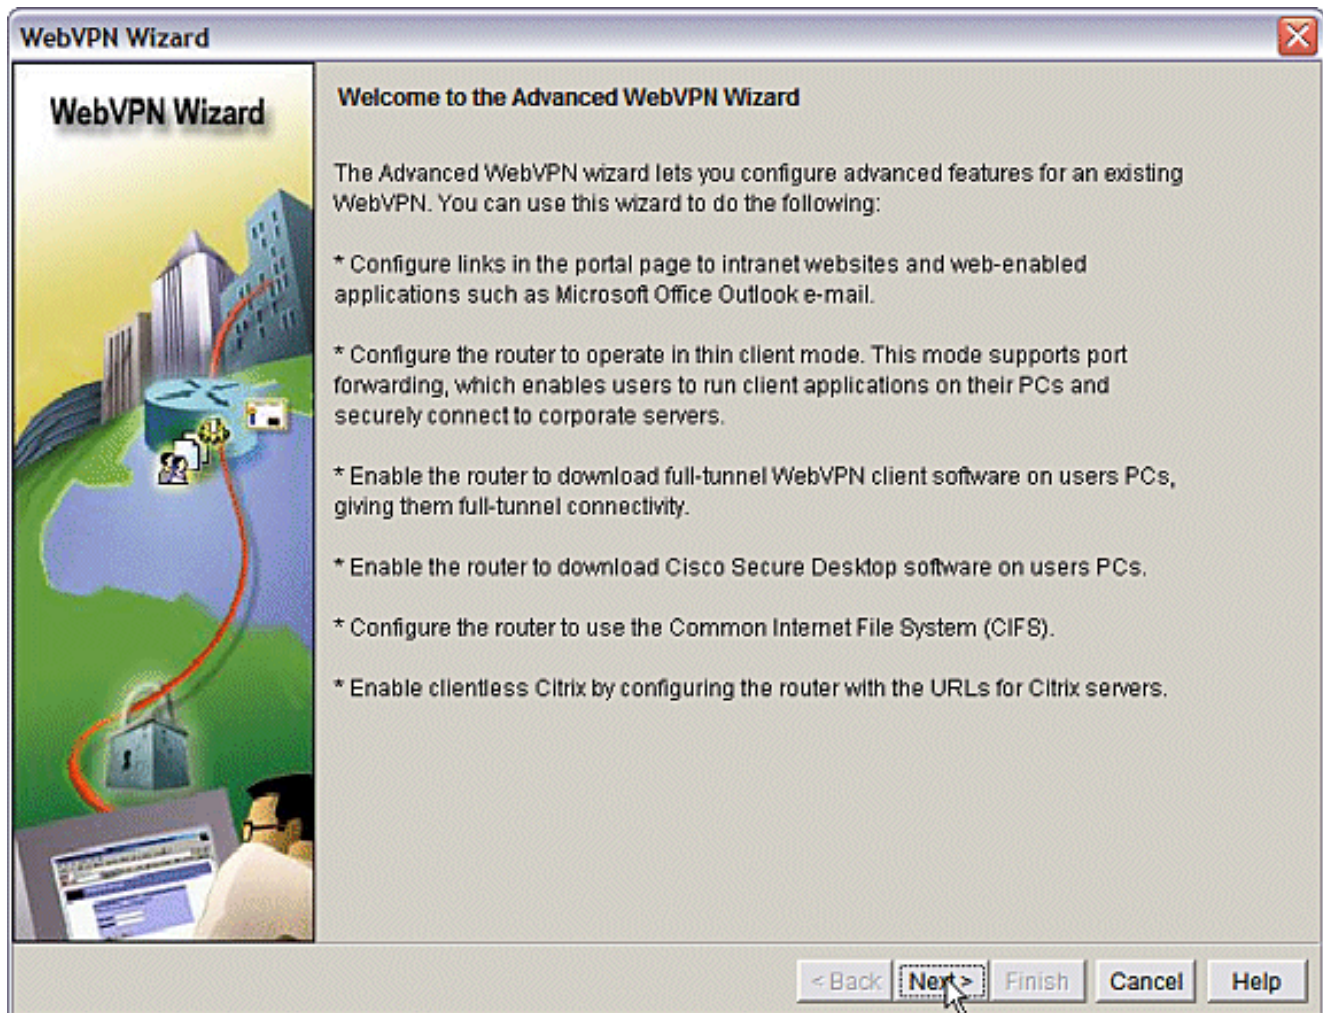 WebVPN Wizard
WebVPN Wizard
Welcome to the Advanced WebVPN Wizard
The Advanced WebVPN wizard lets you configure advanced features for an existing
WebVPN. You can use this wizard to do the following:
* Configure links in the portal page to intranet websites and web-enabled
applications such as Microsoft Office Outlook e-mail.
* Configure the router to operate in thin client mode. This mode supports port
forwarding, which enables users to run client applications on their PCs and
securely connect to corporate servers.
* Enable the router to download full-tunnel WebVPN client software on users PCs,
giving them full-tunnel connectivity.
* Enable the router to download Cisco Secure Desktop software on users PCs.
* Configure the router to use the Common Internet File System (CIFS).
* Enable clientless Citrix by configuring the router with the URLs for Citrix servers.
< Back
Next >
Finish
Cancel
Help